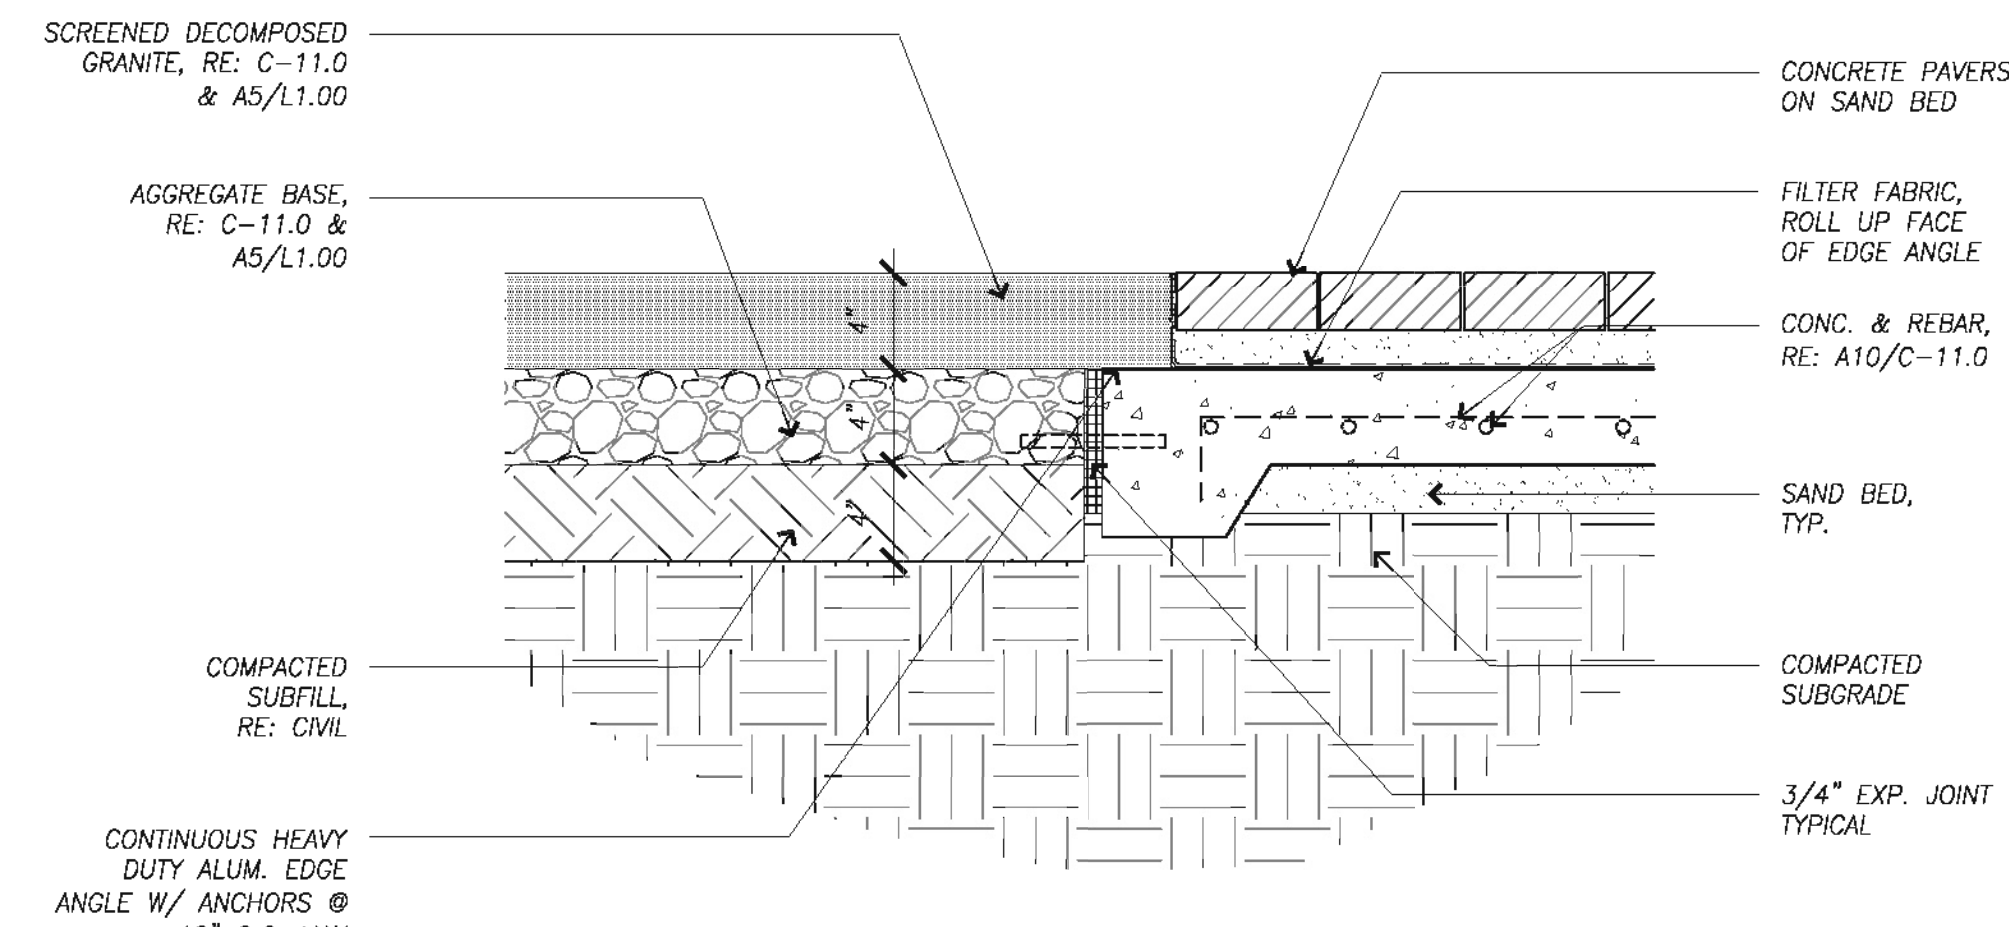 SCREENED DECOMPOSED
GRANITE, RE: C-11.0
& A5/L1.00
AGGREGATE BASE,
RE: C-11.0 &
A5/L1.00
4"
4"
4"
COMPACTED
SUBFILL,
RE: CIVIL
CONTINUOUS HEAVY
DUTY ALUM. EDGE
ANGLE W/ ANCHORS @
CONCRETE PAVERS
ON SAND BED
FILTER FABRIC,
ROLL UP FACE
OF EDGE ANGLE
CONC. & REBAR,
RE: A10/C-11.0
SAND BED,
TYP.
COMPACTED
SUBGRADE
3/4" EXP. JOINT
TYPICAL